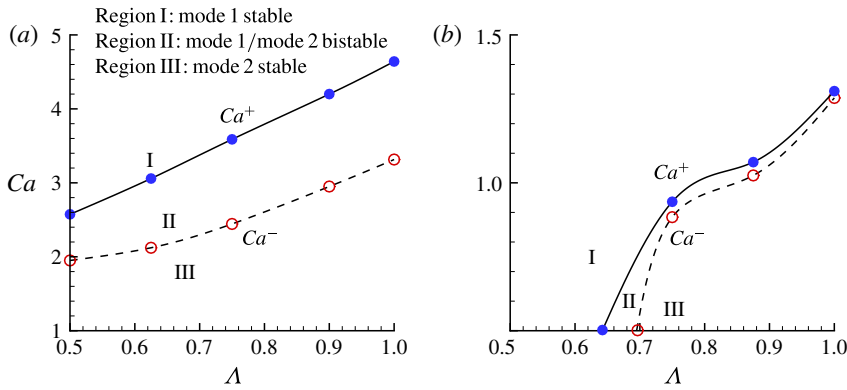 Region I: mode 1 stable
(a) 5 (b) 1.5
Region II: mode 1/mode 2 bistable
Region III: mode 2 stable
4 Ca⁺
I Ca⁺
Ca 3 1.0
II Ca⁻ Ca⁻
2 III I II III
1
0.5 0.6 0.7 0.8 0.9 1.0 0.5 0.6 0.7 0.8 0.9 1.0
Λ Λ